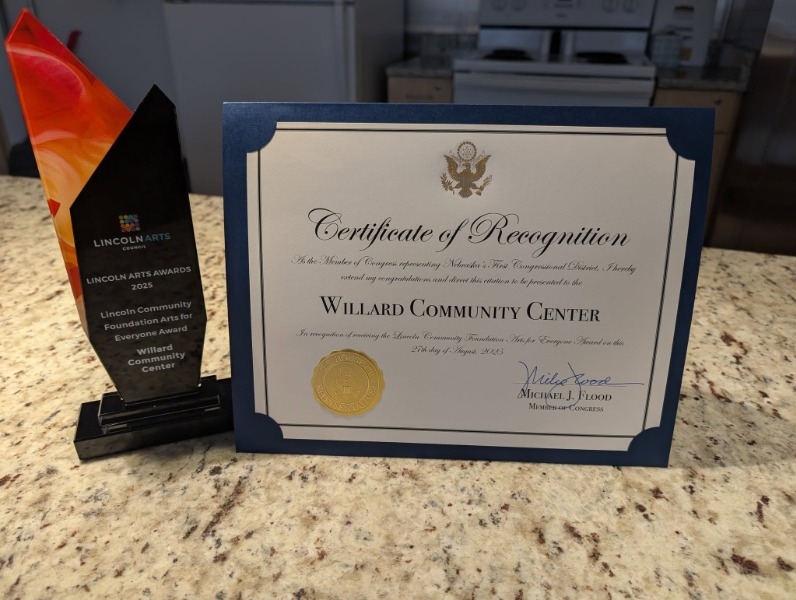 LINCOLNARTS
COUNCIL
LINCOLN ARTS AWARDS
2025
Lincoln Community
Foundation Arts for
Everyone Award
Willard
Community
Center
Certificate of Recognition
As the Member of Congress representing Nebraska's First Congressional District, I hereby
extend my congratulations and direct this citation to be presented to the
WILLARD COMMUNITY CENTER
In recognition of receiving the Lincoln Community Foundation Arts for Everyone Award on this
27th day of August, 2025
MICHAEL J. FLOOD
MEMBER OF CONGRESS